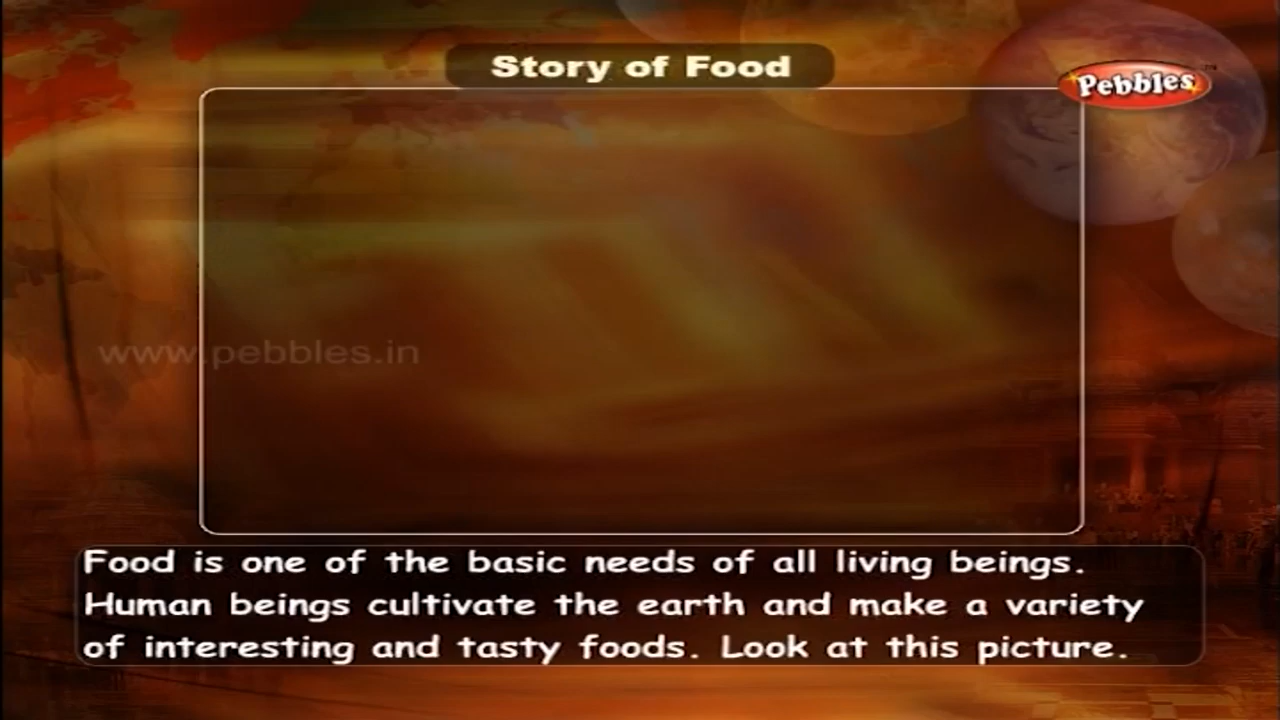 Story of Food
Pebbles™
www.pebbles.in
Food is one of the basic needs of all living beings.
Human beings cultivate the earth and make a variety
of interesting and tasty foods. Look at this picture.